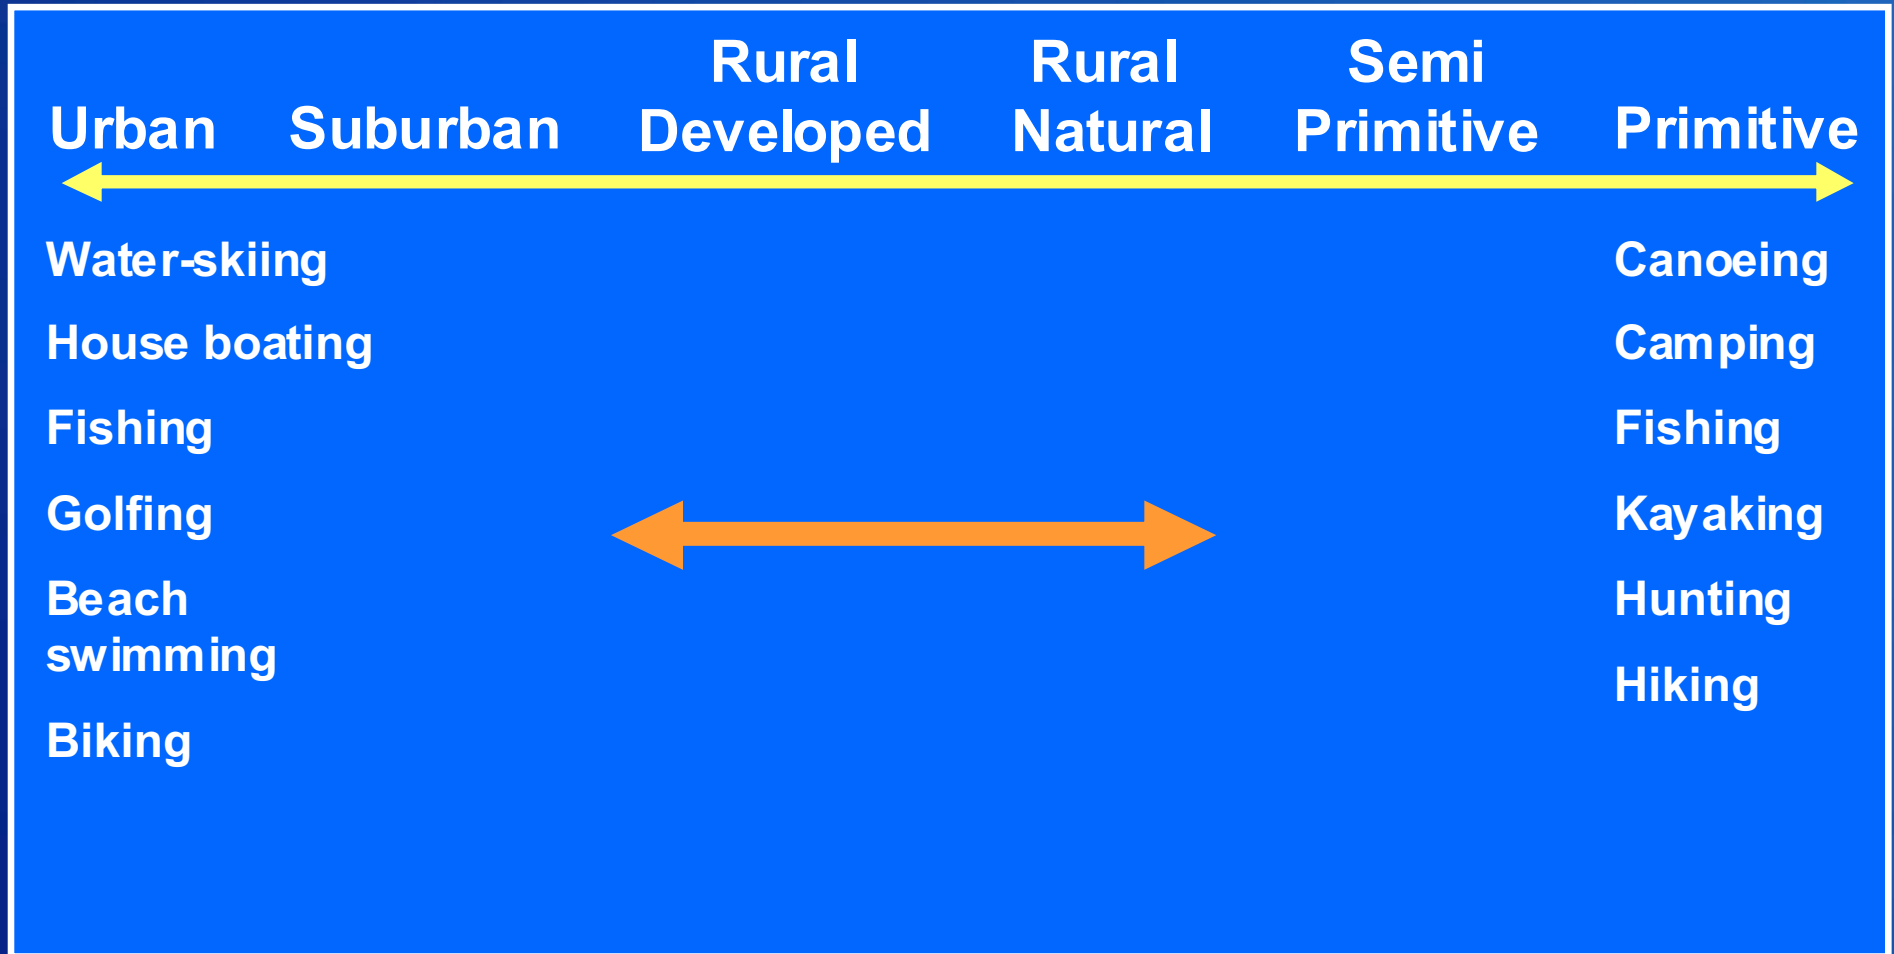 Urban
Suburban
Rural
Developed
Rural
Natural
Semi
Primitive
Primitive
Water-skiing
House boating
Fishing
Golfing
Beach
swimming
Biking
Canoeing
Camping
Fishing
Kayaking
Hunting
Hiking